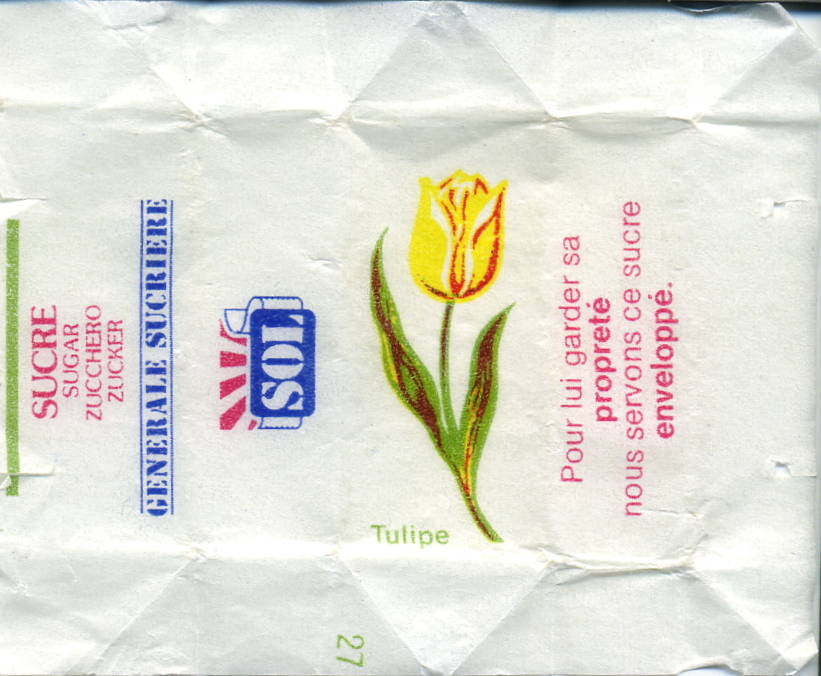 SUCRE
SUGAR
ZUCCHERO
ZUCKER
GENERALE SUCRIERE
SOL
Tulipe
27
Pour lui garder sa
propreté
nous servons ce sucre
enveloppé.